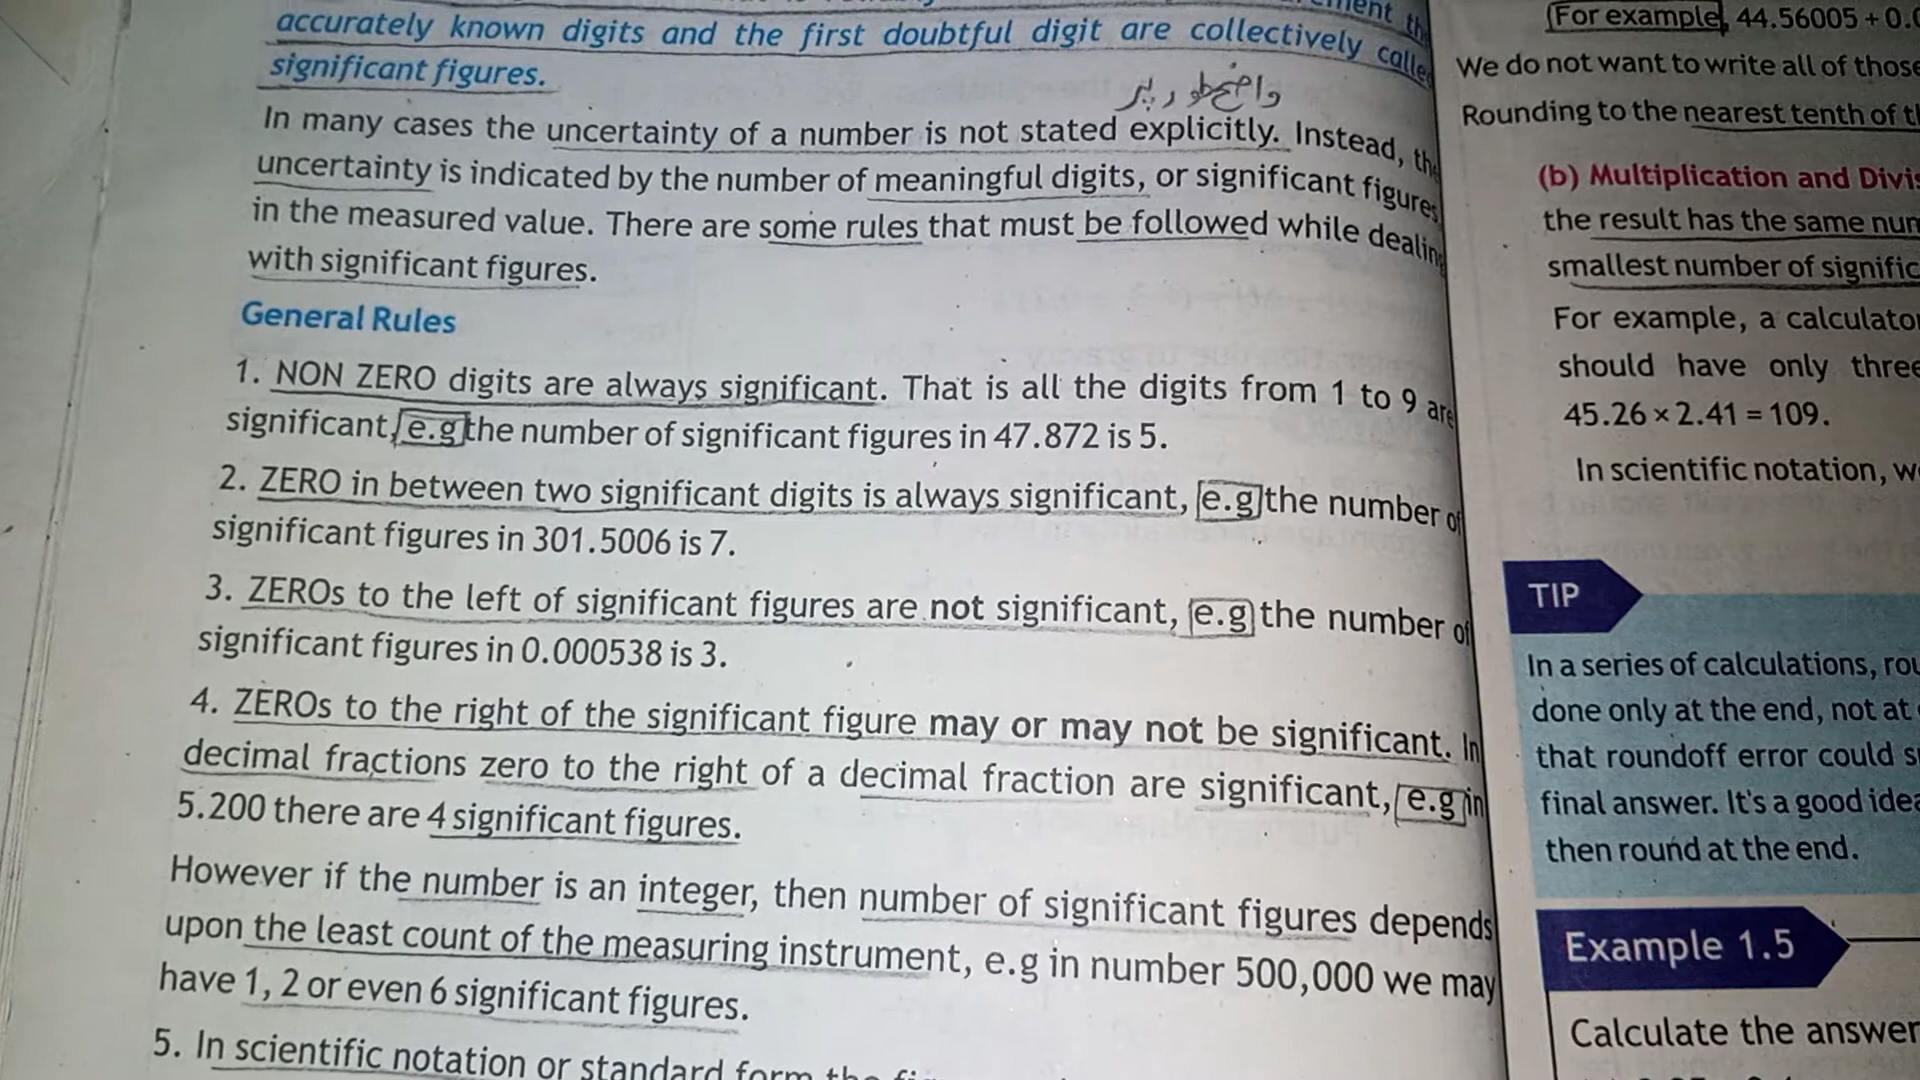 accurately known digits and the first doubtful digit are collectively called
significant figures.
واضح طور پر
In many cases the uncertainty of a number is not stated explicitly. Instead, the
uncertainty is indicated by the number of meaningful digits, or significant figures
in the measured value. There are some rules that must be followed while dealing
with significant figures.
General Rules
1. NON ZERO digits are always significant. That is all the digits from 1 to 9 are
significant, e.g the number of significant figures in 47.872 is 5.
2. ZERO in between two significant digits is always significant, e.g the number of
significant figures in 301.5006 is 7.
3. ZEROs to the left of significant figures are not significant, e.g the number of
significant figures in 0.000538 is 3.
4. ZEROs to the right of the significant figure may or may not be significant. In
decimal fractions zero to the right of a decimal fraction are significant, e.g in
5.200 there are 4 significant figures.
However if the number is an integer, then number of significant figures depends
upon the least count of the measuring instrument, e.g in number 500,000 we may
have 1, 2 or even 6 significant figures.
5. In scientific notation or standard form the
For example, 44.56005 + 0.
We do not want to write all of those
Rounding to the nearest tenth of
(b) Multiplication and
the result has the same
smallest number of
For example, a
should have only three
45.26 × 2.41 = 109.
In scientific notation,
TIP
In a series of calculations,
done only at the end, not at
that roundoff error could
final answer. It's a good idea
then round at the end.
Example 1.5
Calculate the answer